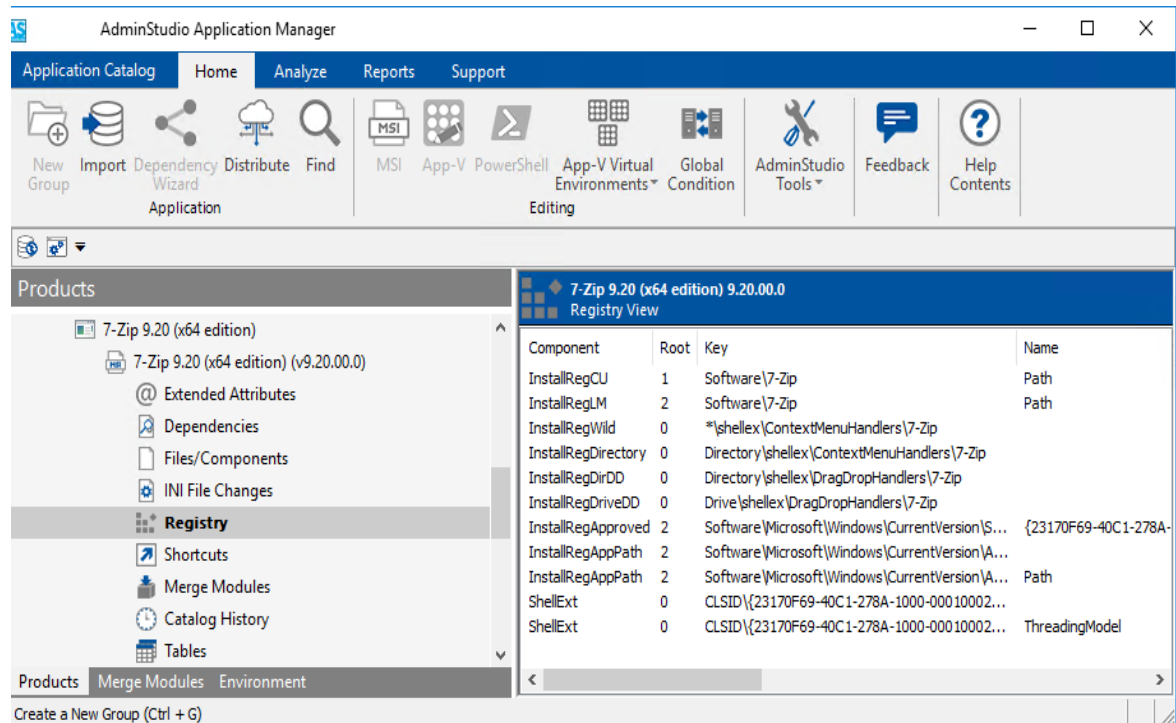 AS AdminStudio Application Manager
Application Catalog Home Analyze Reports Support
New Group
Import
Dependency Wizard
Distribute
Find
MSI
MSI
App-V
PowerShell
App-V Virtual Environments
Global Condition
AdminStudio Tools
Feedback
Help Contents
Application
Editing
Products
7-Zip 9.20 (x64 edition)
7-Zip 9.20 (x64 edition) (v9.20.00.0)
Extended Attributes
Dependencies
Files/Components
INI File Changes
Registry
Shortcuts
Merge Modules
Catalog History
Tables
Products Merge Modules Environment
7-Zip 9.20 (x64 edition) 9.20.00.0
Registry View
Component Root Key Name
InstallRegCU 1 Software\7-Zip Path
InstallRegLM 2 Software\7-Zip Path
InstallRegWild 0 *\shellex\ContextMenuHandlers\7-Zip
InstallRegDirectory 0 Directory\shellex\ContextMenuHandlers\7-Zip
InstallRegDirDD 0 Directory\shellex\DragDropHandlers\7-Zip
InstallRegDriveDD 0 Drive\shellex\DragDropHandlers\7-Zip
InstallRegApproved 2 Software\Microsoft\Windows\CurrentVersion\S... {23170F69-40C1-278A-
InstallRegAppPath 2 Software\Microsoft\Windows\CurrentVersion\A...
InstallRegAppPath 2 Software\Microsoft\Windows\CurrentVersion\A... Path
ShellExt 0 CLSID\{23170F69-40C1-278A-1000-00010002...
ShellExt 0 CLSID\{23170F69-40C1-278A-1000-00010002... ThreadingModel
Create a New Group (Ctrl + G)